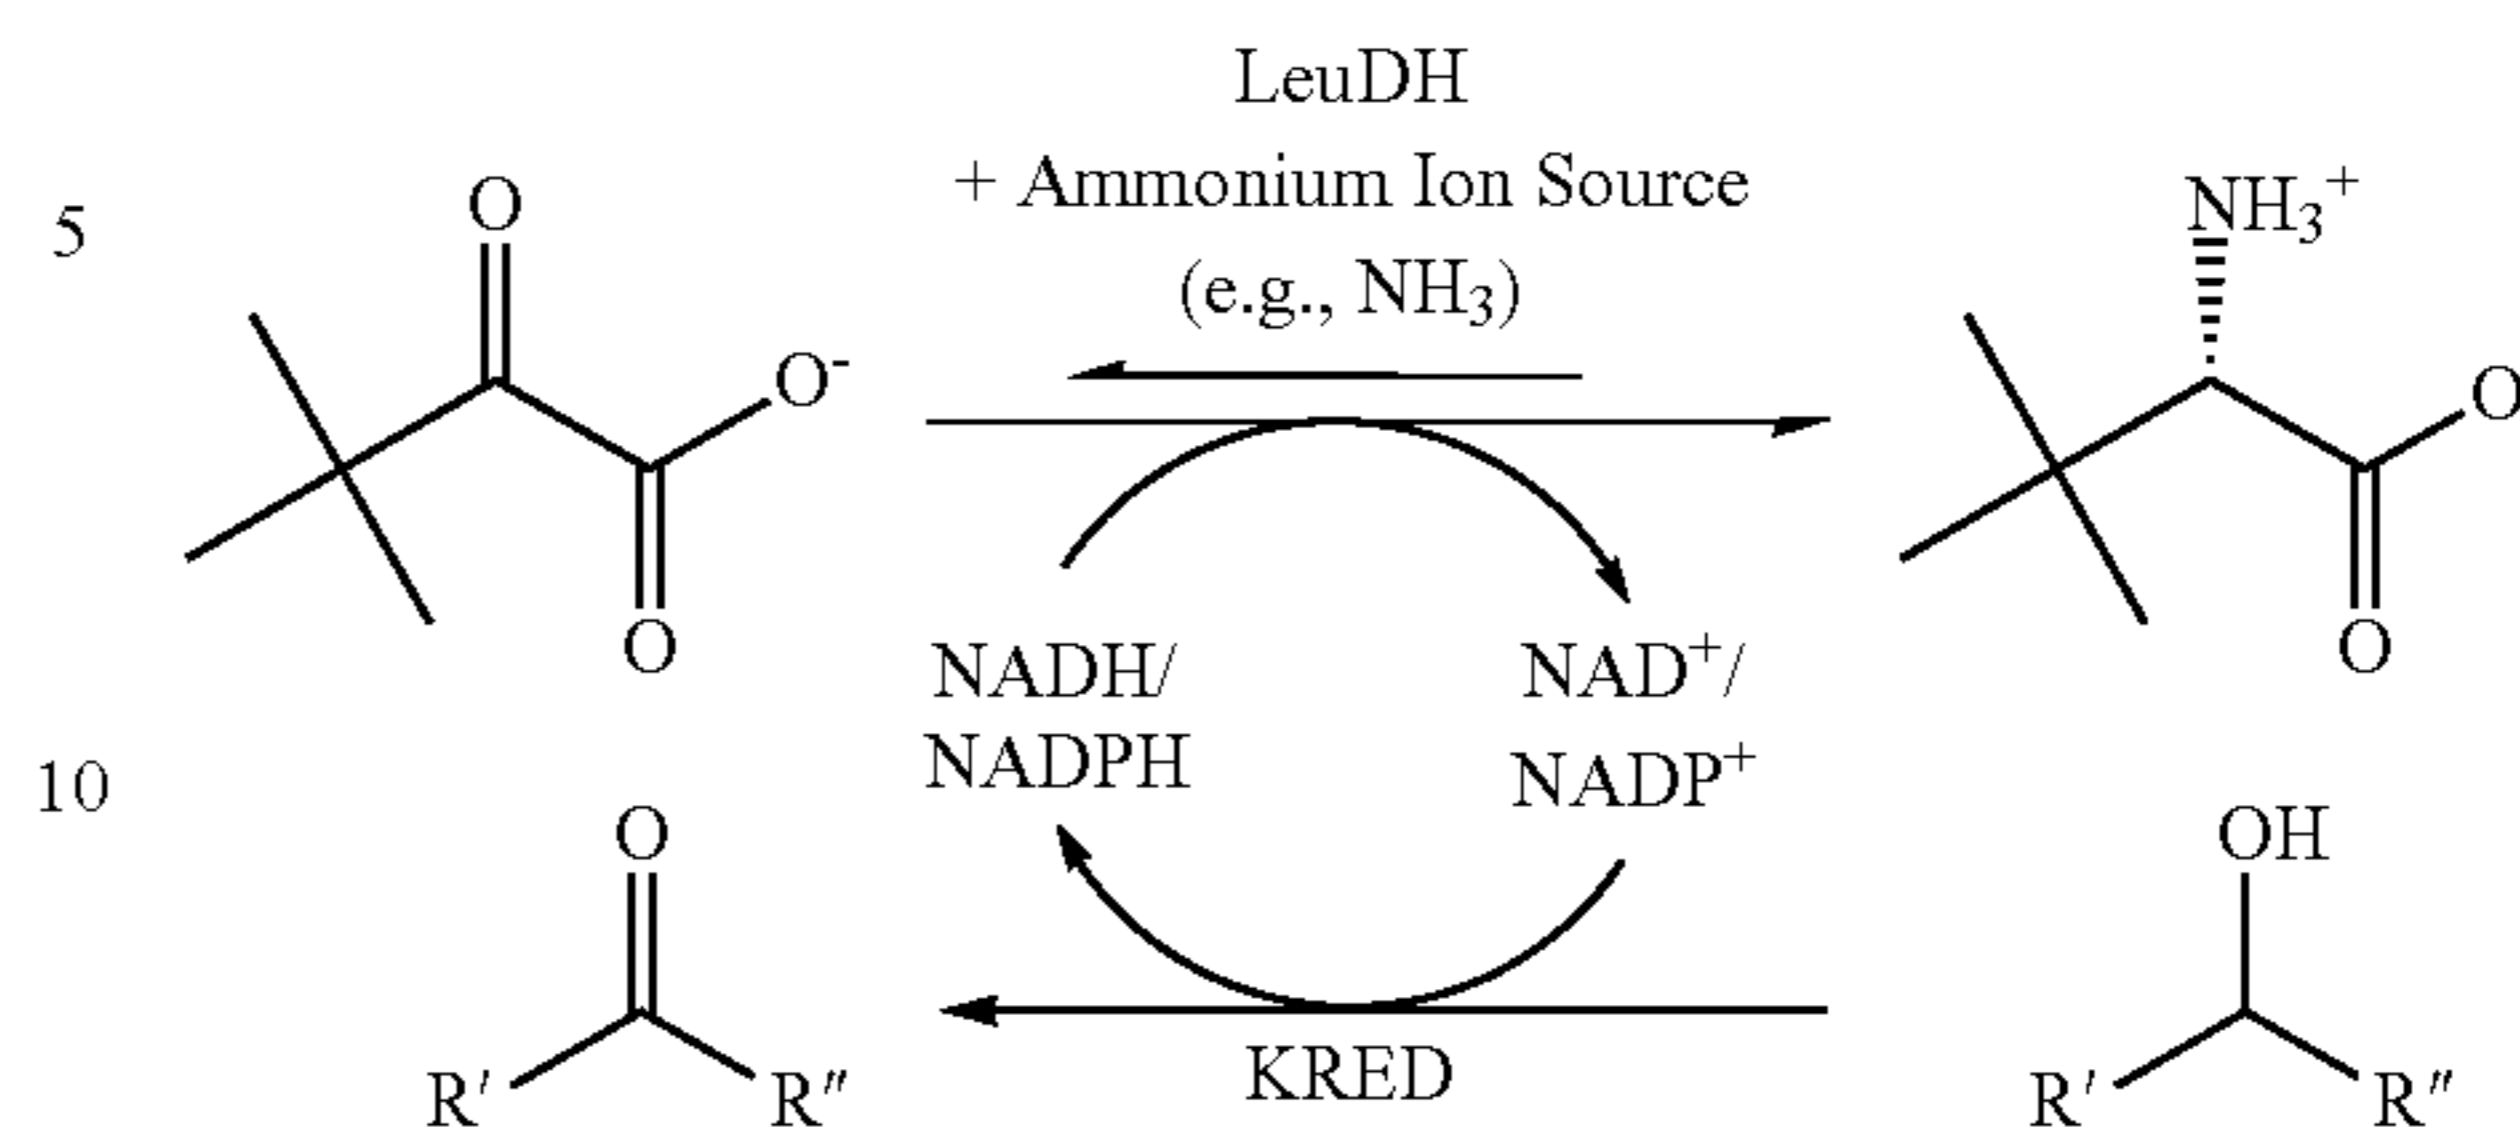 LeuDH
+ Ammonium Ion Source
(e.g., NH₃)
5
O
O⁻
O
NH₃⁺
O
O
NADH/
NADPH
NAD⁺/
NADP⁺
10
O
R′
R″
KRED
OH
R′
R″